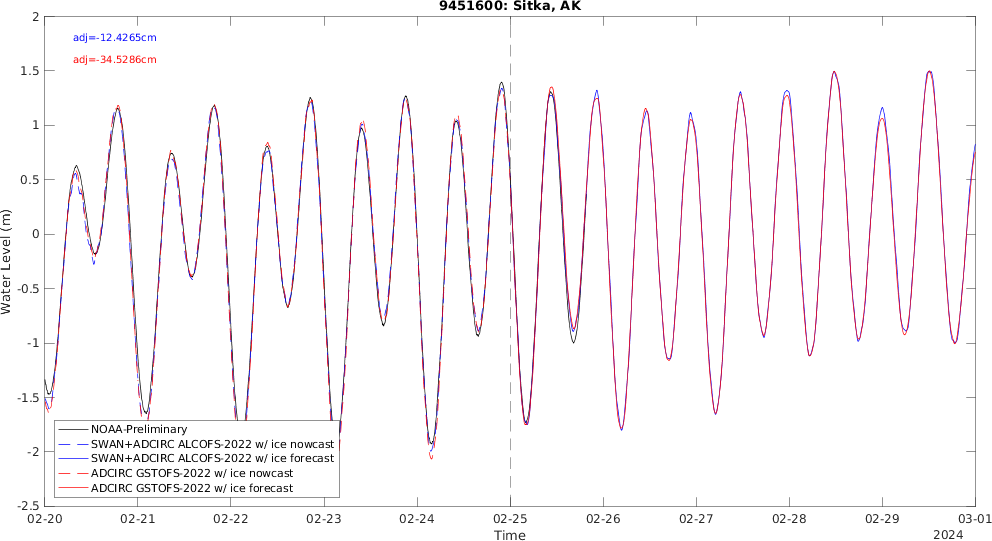 9451600: Sitka, AK
adj=-12.4265cm
adj=-34.5286cm
Water Level (m)
2
1.5
1
0.5
0
-0.5
-1
-1.5
-2
-2.5
NOAA-Preliminary
SWAN+ADCIRC ALCOFS-2022 w/ ice nowcast
SWAN+ADCIRC ALCOFS-2022 w/ ice forecast
ADCIRC GSTOFS-2022 w/ ice nowcast
ADCIRC GSTOFS-2022 w/ ice forecast
02-20 02-21 02-22 02-23 02-24 02-25 02-26 02-27 02-28 02-29 03-01
Time
2024